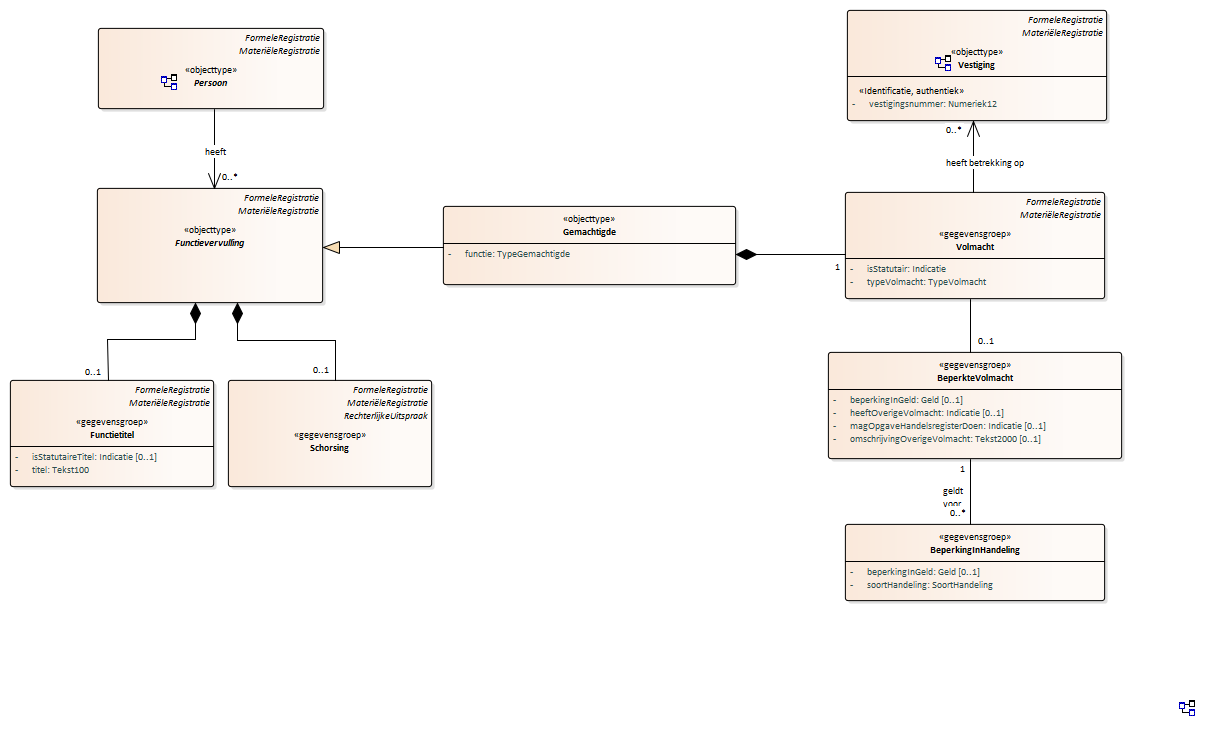 FormeleRegistratie
MateriëleRegistratie
«objecttype»
Persoon
heeft
0..*
FormeleRegistratie
MateriëleRegistratie
«objecttype»
Functievervulling
0..1
0..1
FormeleRegistratie
MateriëleRegistratie
«gegevensgroep»
Functietitel
- isStatutaireTitel: Indicatie [0..1]
- titel: Tekst100
FormeleRegistratie
MateriëleRegistratie
RechterlijkeUitspraak
«gegevensgroep»
Schorsing
«objecttype»
Gemachtigde
- functie: TypeGemachtigde
FormeleRegistratie
MateriëleRegistratie
«objecttype»
Vestiging
«Identificatie, authentiek»
- vestigingsnummer: Numeriek12
0..*
heeft betrekking op
1
FormeleRegistratie
MateriëleRegistratie
«gegevensgroep»
Volmacht
- isStatutair: Indicatie
- typeVolmacht: TypeVolmacht
0..1
«gegevensgroep»
BeperkteVolmacht
- beperkingInGeld: Geld [0..1]
- heeftOverigeVolmacht: Indicatie [0..1]
- magOpgaveHandelsregisterDoen: Indicatie [0..1]
- omschrijvingOverigeVolmacht: Tekst2000 [0..1]
1
geldt
voor
0..*
«gegevensgroep»
BeperkingInHandeling
- beperkingInGeld: Geld [0..1]
- soortHandeling: SoortHandeling